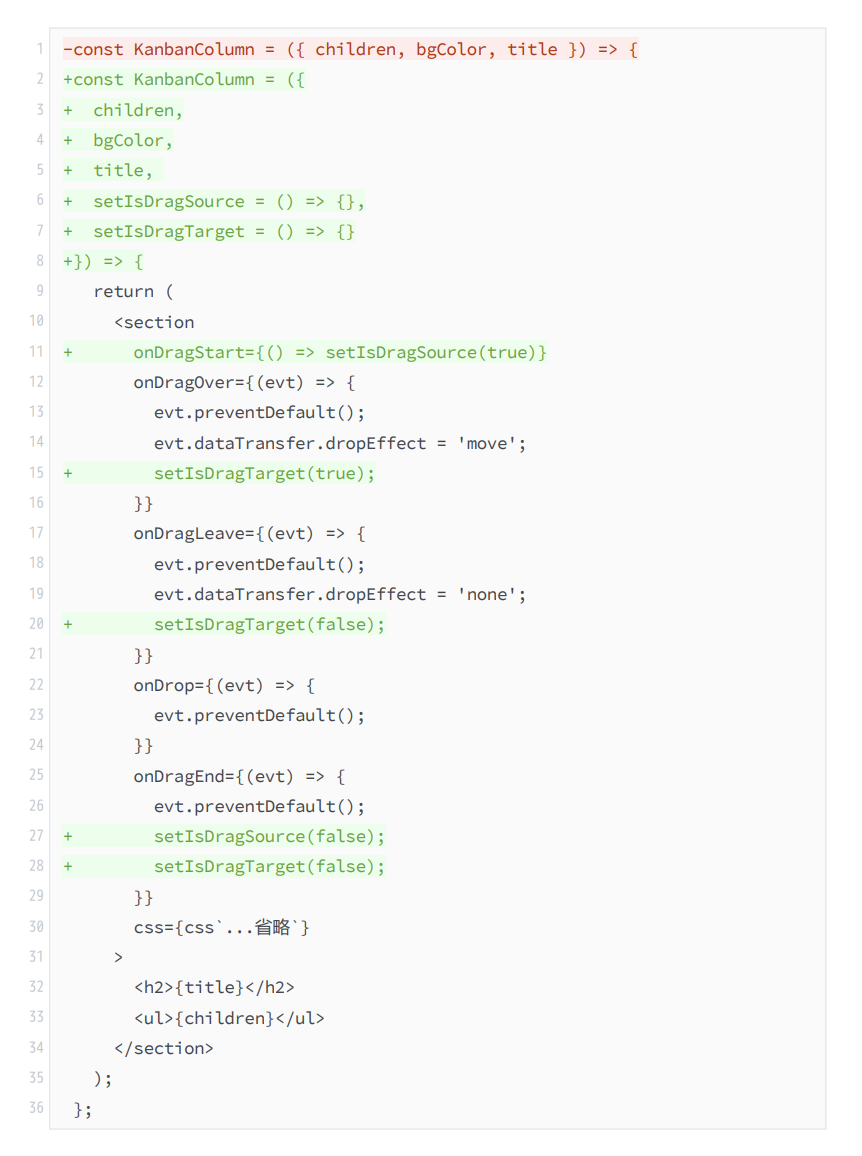 1 -const KanbanColumn = ({ children, bgColor, title }) => {
2 +const KanbanColumn = ({
3 +  children,
4 +  bgColor,
5 +  title,
6 +  setIsDragSource = () => {},
7 +  setIsDragTarget = () => {}
8 +}) => {
9    return (
10      <section
11 +      onDragStart={() => setIsDragSource(true)}
12        onDragOver={(evt) => {
13          evt.preventDefault();
14          evt.dataTransfer.dropEffect = 'move';
15 +        setIsDragTarget(true);
16        }}
17        onDragLeave={(evt) => {
18          evt.preventDefault();
19          evt.dataTransfer.dropEffect = 'none';
20 +        setIsDragTarget(false);
21        }}
22        onDrop={(evt) => {
23          evt.preventDefault();
24        }}
25        onDragEnd={(evt) => {
26          evt.preventDefault();
27 +        setIsDragSource(false);
28 +        setIsDragTarget(false);
29        }}
30        css={css`...省略`}
31      >
32        <h2>{title}</h2>
33        <ul>{children}</ul>
34      </section>
35    );
36  };